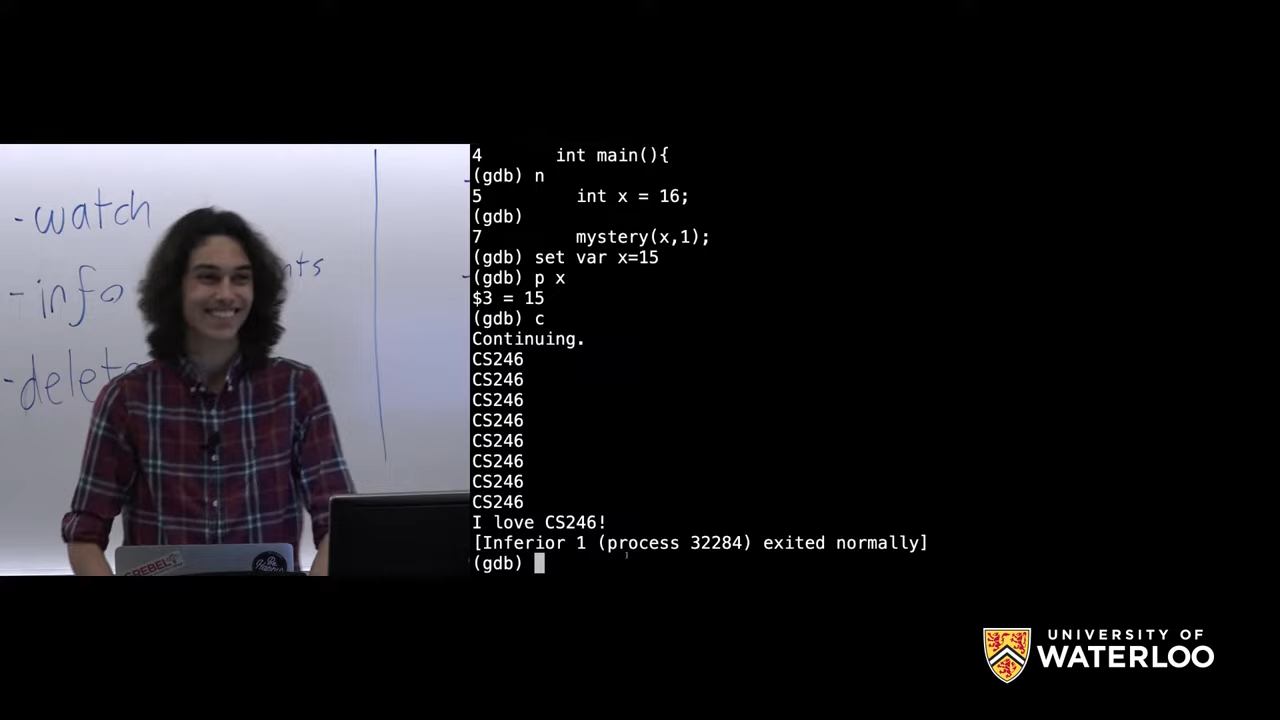 -watch
-info
nts
-delete
4 int main(){
(gdb) n
5 int x = 16;
(gdb)
7 mystery(x,1);
(gdb) set var x=15
(gdb) p x
$3 = 15
(gdb) c
Continuing.
CS246
CS246
CS246
CS246
CS246
CS246
CS246
CS246
I love CS246!
[Inferior 1 (process 32284) exited normally]
(gdb)
GREBEL
UNIVERSITY OF
WATERLOO